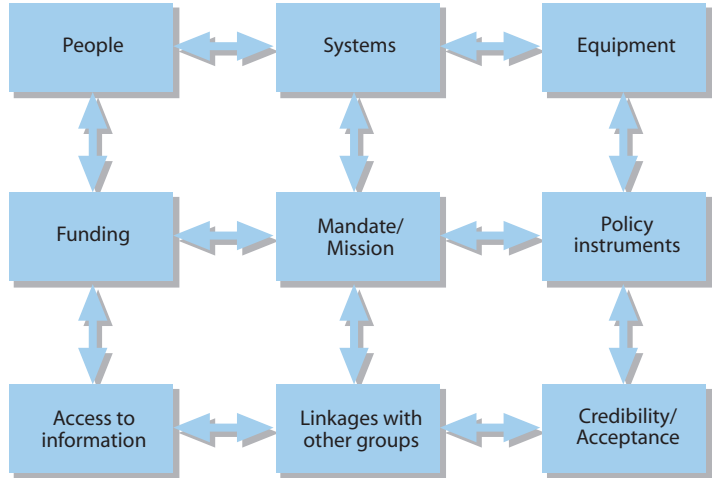 People
Systems
Equipment
Funding
Mandate/
Mission
Policy
instruments
Access to
information
Linkages with
other groups
Credibility/
Acceptance